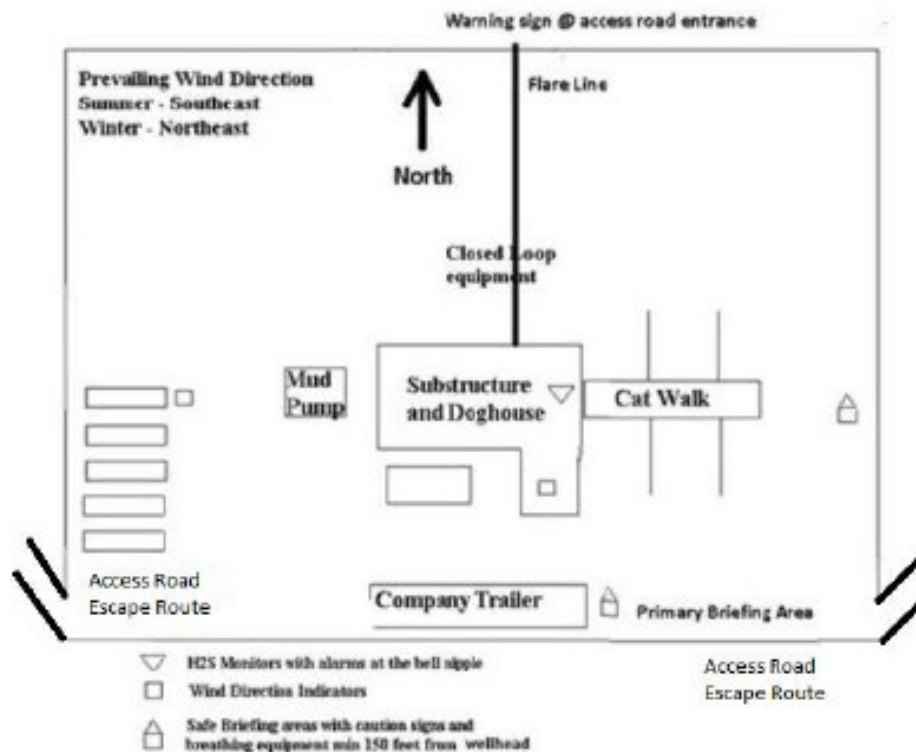 Warning sign @ access road entrance
Prevailing Wind Direction
Summer - Southeast
Winter - Northeast
Flare Line
North
Closed Loop
equipment
Mud
Pump
Substructure
and Doghouse
Cat Walk
Access Road
Escape Route
Company Trailer
Primary Briefing Area
H2S Monitors with alarms at the bell nipple
Wind Direction Indicators
Safe Briefing areas with caution signs and
breathing equipment min 150 feet from wellhead
Access Road
Escape Route